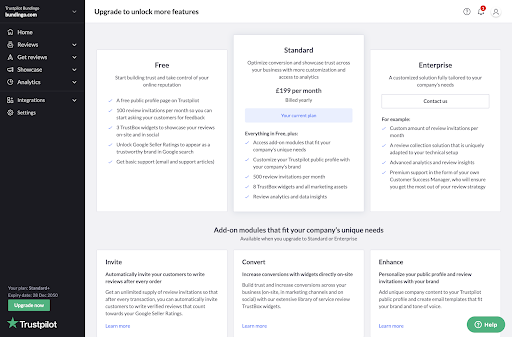 Trustpilot Bundingo
bundingo.com
Upgrade to unlock more features
1
Home
Reviews
Get reviews
Showcase
Analytics
Integrations
Settings
Your plan: Standard+
Expiry date: 28 Dec 2050
Upgrade now
Trustpilot
Free
Start building trust and take control of your
online reputation
A free public profile page on Trustpilot
100 review invitations per month so you can
start asking your customers for feedback
3 TrustBox widgets to showcase your reviews
on site and in social
Unlock Google Seller Ratings to appear as a
trustworthy brand in Google search
Get basic support (email and support articles)
Standard
Optimize conversion and showcase trust across
your business with more customization and
access to analytics
£199 per month
Billed yearly
Your current plan
Everything in Free, plus:
Access add-on modules that fit your
company's unique needs
Customize your Trustpilot public profile with
your company's brand
500 review invitations per month
8 TrustBox widgets and all marketing assets
Review analytics and data insights
Enterprise
A customized solution fully tailored to your
company's needs
Contact us
For example:
Custom amount of review invitations per
month
A review collection solution that is uniquely
adapted to your technical setup
Advanced analytics and review insights
Premium support in the form of your own
Customer Success Manager, who will ensure
you get the most out of your review strategy
Add-on modules that fit your company's unique needs
Available when you upgrade to Standard or Enterprise
Invite
Automatically invite your customers to write
reviews after every order
Get an unlimited supply of review invitations so that
after every transaction, you can automatically invite
customers to write verified reviews that count
towards your Google Seller Ratings.
Learn more
Convert
Increase conversions with widgets directly on-site
Build trust and increase conversions across your
business (on-site, in marketing channels and on
social) with our extensive library of service review
TrustBox widgets.
Learn more
Enhance
Personalize your public profile and review
invitations with your brand
Add unique company content to your Trustpilot
public profile and create email templates that fit
your brand and tone of voice.
Learn more
Help